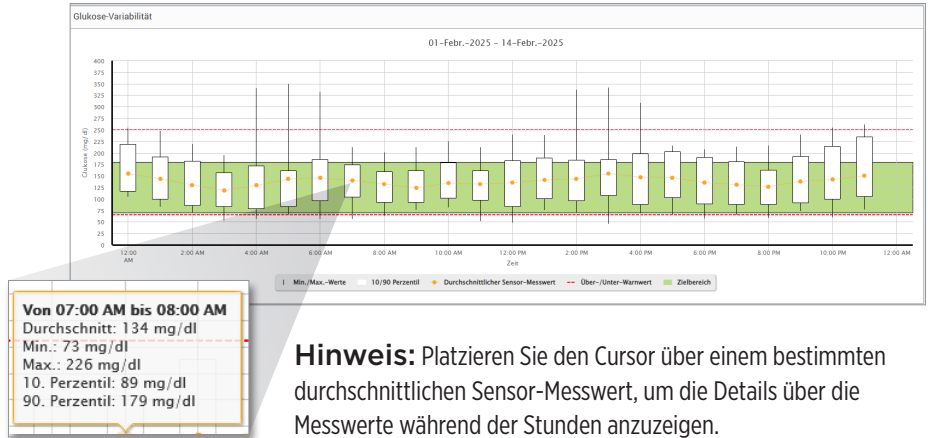 Glukose-Variabilität
01-Febr.-2025 – 14-Febr.-2025
Glukose (mg/dl)
400
375
350
325
300
275
250
225
200
175
150
125
100
75
50
25
0
12:00 AM 2:00 AM 4:00 AM 6:00 AM 8:00 AM 10:00 AM 12:00 PM 2:00 PM 4:00 PM 6:00 PM 8:00 PM 10:00 PM 12:00 AM
Zeit
Min./Max.-Werte 10/90 Perzentil Durchschnittlicher Sensor-Messwert Über-/Unter-Warnwert Zielbereich
Von 07:00 AM bis 08:00 AM
Durchschnitt: 134 mg/dl
Min.: 73 mg/dl
Max.: 226 mg/dl
10. Perzentil: 89 mg/dl
90. Perzentil: 179 mg/dl
Hinweis: Platzieren Sie den Cursor über einem bestimmten
durchschnittlichen Sensor-Messwert, um die Details über die
Messwerte während der Stunden anzuzeigen.